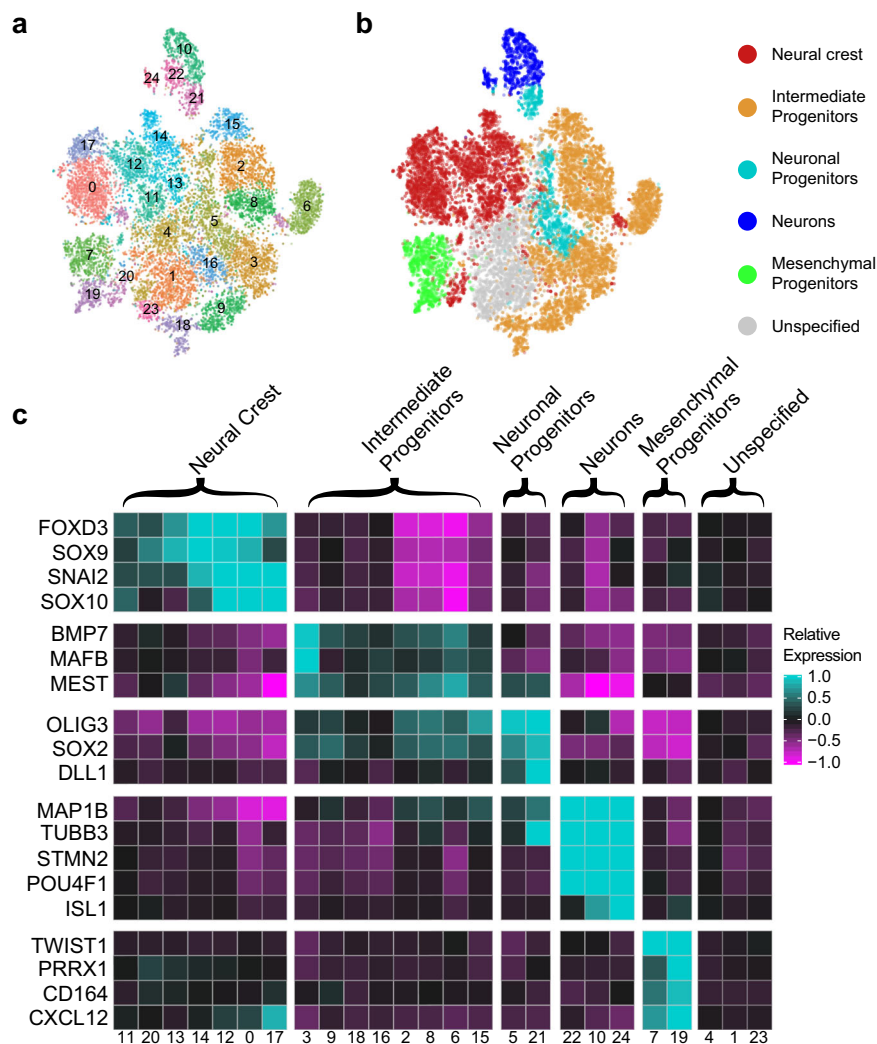 a
10
22
24
21
14
15
17
12
2
0
13
11
8
6
5
4
7
16
3
1
20
19
23
9
18
b
Neural crest
Intermediate
Progenitors
Neuronal
Progenitors
Neurons
Mesenchymal
Progenitors
Unspecified
c
Neural Crest
Intermediate
Progenitors
Neuronal
Progenitors
Neurons
Mesenchymal
Progenitors
Unspecified
FOXD3
SOX9
SNAI2
SOX10
BMP7
MAFB
MEST
OLIG3
SOX2
DLL1
MAP1B
TUBB3
STMN2
POU4F1
ISL1
TWIST1
PRRX1
CD164
CXCL12
11 20 13 14 12 0 17 3 9 18 16 2 8 6 15 5 21 22 10 24 7 19 4 1 23
Relative
Expression
1.0
0.5
0.0
−0.5
−1.0